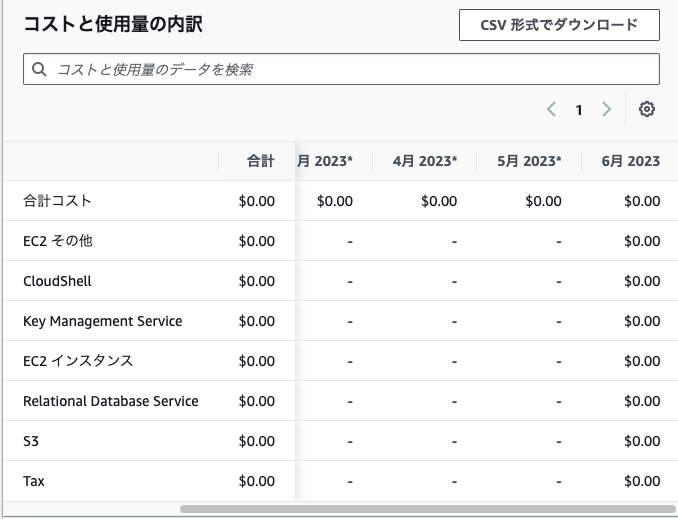 コストと使用量の内訳
CSV 形式でダウンロード
コストと使用量のデータを検索
1
合計 月 2023* 4月 2023* 5月 2023* 6月 2023
合計コスト $0.00 $0.00 $0.00 $0.00 $0.00
EC2 その他 $0.00 - - - $0.00
CloudShell $0.00 - - - $0.00
Key Management Service $0.00 - - - $0.00
EC2 インスタンス $0.00 - - - $0.00
Relational Database Service $0.00 - - - $0.00
S3 $0.00 - - - $0.00
Tax $0.00 - - - $0.00